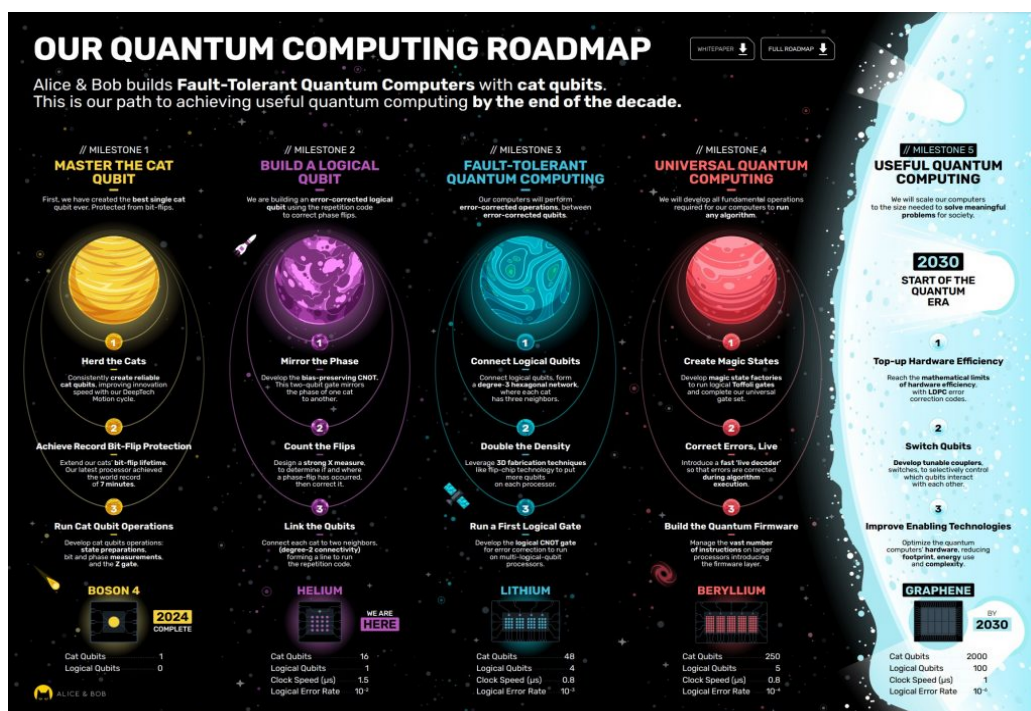 OUR QUANTUM COMPUTING ROADMAP
WHITEPAPER
FULL ROADMAP
Alice & Bob builds Fault-Tolerant Quantum Computers with cat qubits.
This is our path to achieving useful quantum computing by the end of the decade.
// MILESTONE 1
MASTER THE CAT
QUBIT
First, we have created the best single cat
qubit ever. Protected from bit-flips.
1
Herd the Cats
Consistently create reliable
cat qubits, improving innovation
speed with our DeepTech
Motion cycle.
2
Achieve Record Bit-Flip Protection
Extend our cats' bit-flip lifetime.
Our latest processor achieved
the world record
of 7 minutes.
3
Run Cat Qubit Operations
Develop cat qubits operations:
state preparations,
bit and phase measurements,
and the Z gate.
BOSON 4
2024
COMPLETE
Cat Qubits 1
Logical Qubits 0
// MILESTONE 2
BUILD A LOGICAL
QUBIT
We are building an error-corrected logical
qubit using the repetition code
to correct phase flips.
1
Mirror the Phase
Develop the bias-preserving CNOT.
This two-qubit gate mirrors
the phase of one cat
to another.
2
Count the Flips
Design a strong X measure,
to determine if and where
a phase-flip has occurred,
then correct it.
3
Link the Qubits
Connect each cat to two neighbors,
(degree-2 connectivity)
forming a line to run
the repetition code.
HELIUM
WE ARE
HERE
Cat Qubits 16
Logical Qubits 1
Clock Speed (µs) 1.5
Logical Error Rate 10⁻²
// MILESTONE 3
FAULT-TOLERANT
QUANTUM COMPUTING
Our computers will perform
error-corrected operations, between
error-corrected qubits.
1
Connect Logical Qubits
Connect logical qubits, form
a degree-3 hexagonal network,
where each cat
has three neighbors.
2
Double the Density
Leverage 3D fabrication techniques
like flip-chip technology to put
more qubits
on each processor.
3
Run a First Logical Gate
Develop the logical CNOT gate
for error correction to run
on multi-logical-qubit
processors.
LITHIUM
Cat Qubits 48
Logical Qubits 4
Clock Speed (µs) 0.8
Logical Error Rate 10⁻³
// MILESTONE 4
UNIVERSAL QUANTUM
COMPUTING
We will develop all fundamental operations
required for our computers to run
any algorithm.
1
Create Magic States
Develop magic state factories
to run logical Toffoli gates
and complete our universal
gate set.
2
Correct Errors, Live
Introduce a fast 'live decoder'
so that errors are corrected
during algorithm
execution.
3
Build the Quantum Firmware
Manage the vast number
of instructions on larger
processors introducing
the firmware layer.
BERYLLIUM
Cat Qubits 250
Logical Qubits 5
Clock Speed (µs) 0.8
Logical Error Rate 10⁻⁴
// MILESTONE 5
USEFUL QUANTUM
COMPUTING
We will scale our computers
to the size needed to solve meaningful
problems for society.
2030
START OF THE
QUANTUM
ERA
1
Top-up Hardware Efficiency
Reach the mathematical limits
of hardware efficiency,
with LDPC error
correction codes.
2
Switch Qubits
Develop tunable couplers,
switches, to selectively control
which qubits interact
with each other.
3
Improve Enabling Technologies
Optimize the quantum
computers' hardware, reducing
footprint, energy use
and complexity.
GRAPHENE
BY
2030
Cat Qubits 2000
Logical Qubits 100
Clock Speed (µs) 1
Logical Error Rate
ALICE & BOB